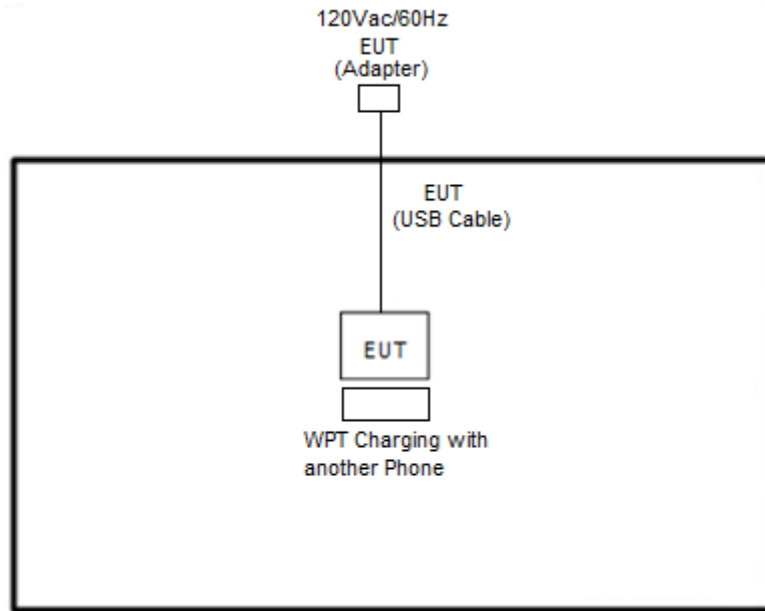 120Vac/60Hz
EUT
(Adapter)
EUT
(USB Cable)
EUT
WPT Charging with
another Phone